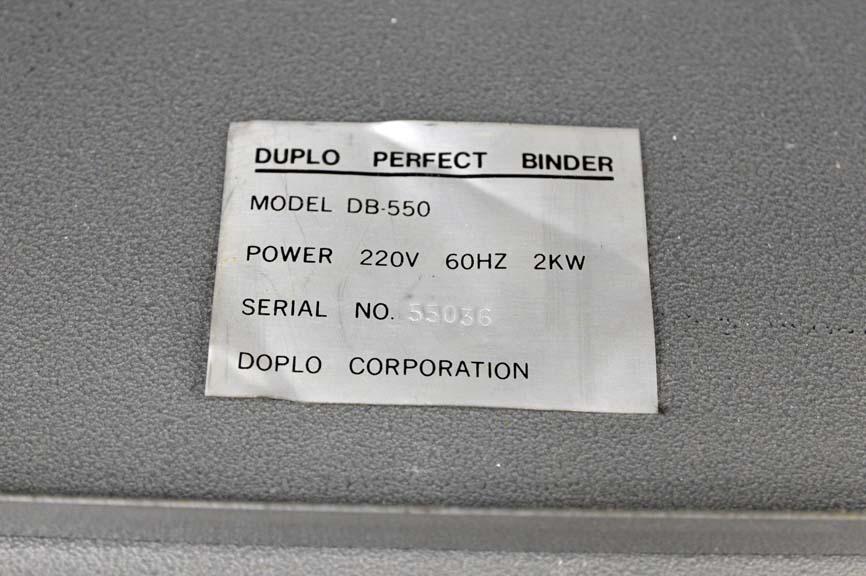 DUPLO PERFECT BINDER
MODEL DB-550
POWER 220V 60HZ 2KW
SERIAL NO. 55036
DOPLO CORPORATION